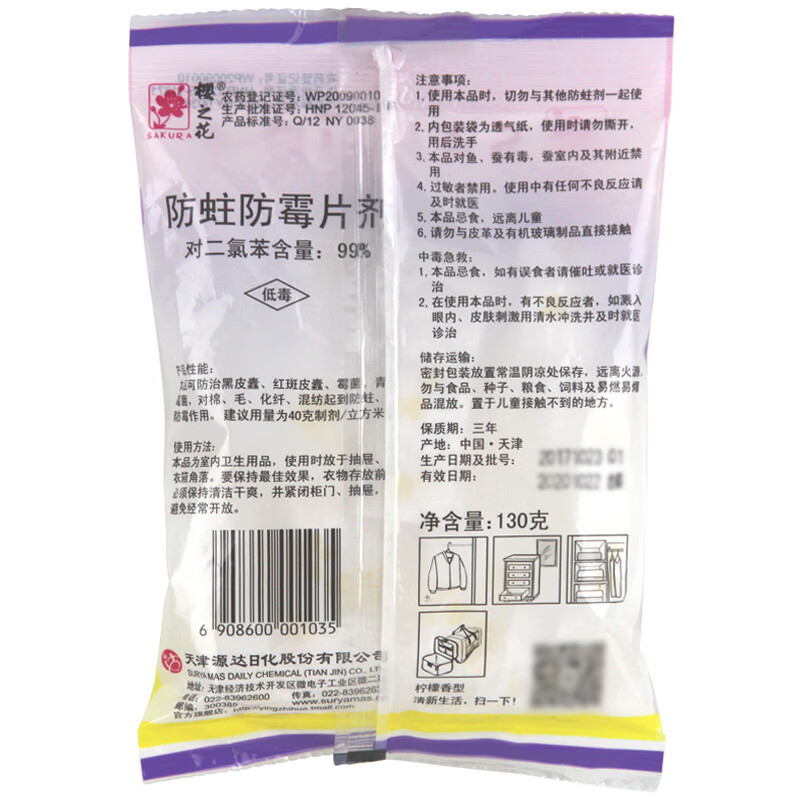 樱之花®
SAKURA
农药登记证号：WP20090010
生产批准证号：HNP 12045-
产品标准号：Q/12 NY 0038
防蛀防霉片剂
对二氯苯含量：99%
低毒
产品性能：
可防治黑皮蠹、红斑皮蠹、霉菌，青
霉菌，对棉、毛、化纤、混纺起到防蛀、
防霉作用。建议用量为40克制剂/立方米
使用方法：
本品为室内卫生用品，使用时放于抽屉、
衣箱角落。要保持最佳效果，衣物存放前
必须保持清洁干爽，并紧闭柜门、抽屉，
避免经常开放。
6 908600 001035
天津源达日化股份有限公司
SURYAMAS DAILY CHEMICAL (TIAN JIN) CO., LTD
地址：天津经济技术开发区微电子工业区微二
电话：022-83962600 传真：022-8396263
邮编：300385 www.suryamas.c
官方旗舰店：http://yingzhihua.tmall.com
注意事项：
1.使用本品时，切勿与其他防蛀剂一起使
用
2.内包装袋为透气纸，使用时请勿撕开，
用后洗手
3.本品对鱼、蚕有毒，蚕室内及其附近禁
用
4.过敏者禁用。使用中有任何不良反应请
及时就医
5.本品忌食，远离儿童
6.请勿与皮革及有机玻璃制品直接接触
中毒急救：
1.本品忌食，如有误食者请催吐或就医诊
治
2.在使用本品时，有不良反应者，如溅入
眼内、皮肤刺激用清水冲洗并及时就医
诊治
储存运输：
密封包装放置常温阴凉处保存，远离火源
勿与食品、种子、粮食、饲料及易燃易爆
品混放。置于儿童接触不到的地方。
保质期：三年
产地：中国·天津
生产日期及批号：20171023 01
有效日期：20201022
净含量：130克
柠檬香型
清新生活，扫一下！